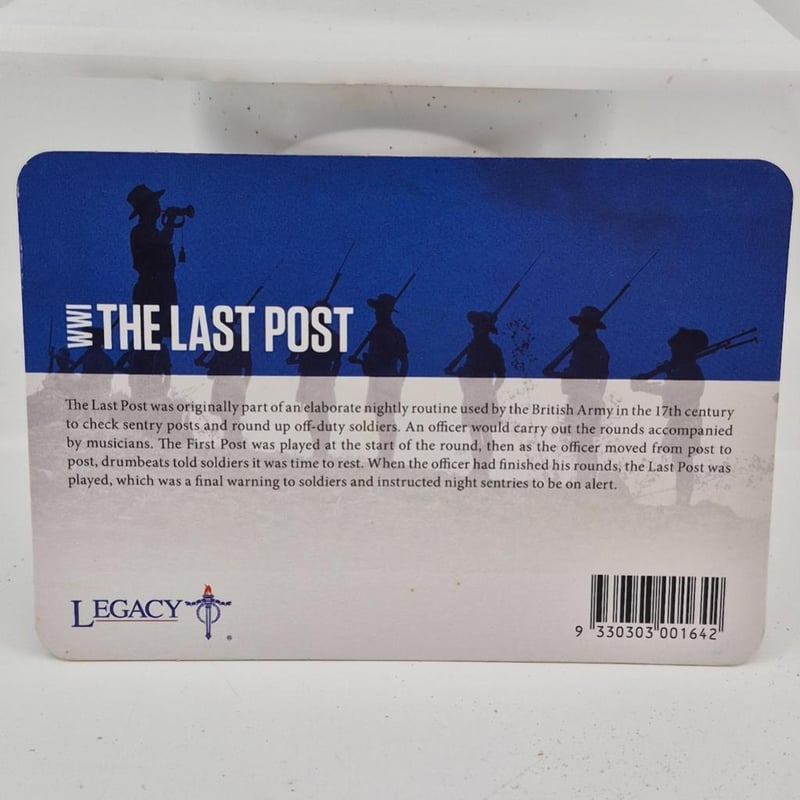 WWI THE LAST POST
The Last Post was originally part of an elaborate nightly routine used by the British Army in the 17th century
to check sentry posts and round up off-duty soldiers. An officer would carry out the rounds accompanied
by musicians. The First Post was played at the start of the round, then as the officer moved from post to
post, drumbeats told soldiers it was time to rest. When the officer had finished his rounds, the Last Post was
played, which was a final warning to soldiers and instructed night sentries to be on alert.
LEGACY ®
9 330303 001642